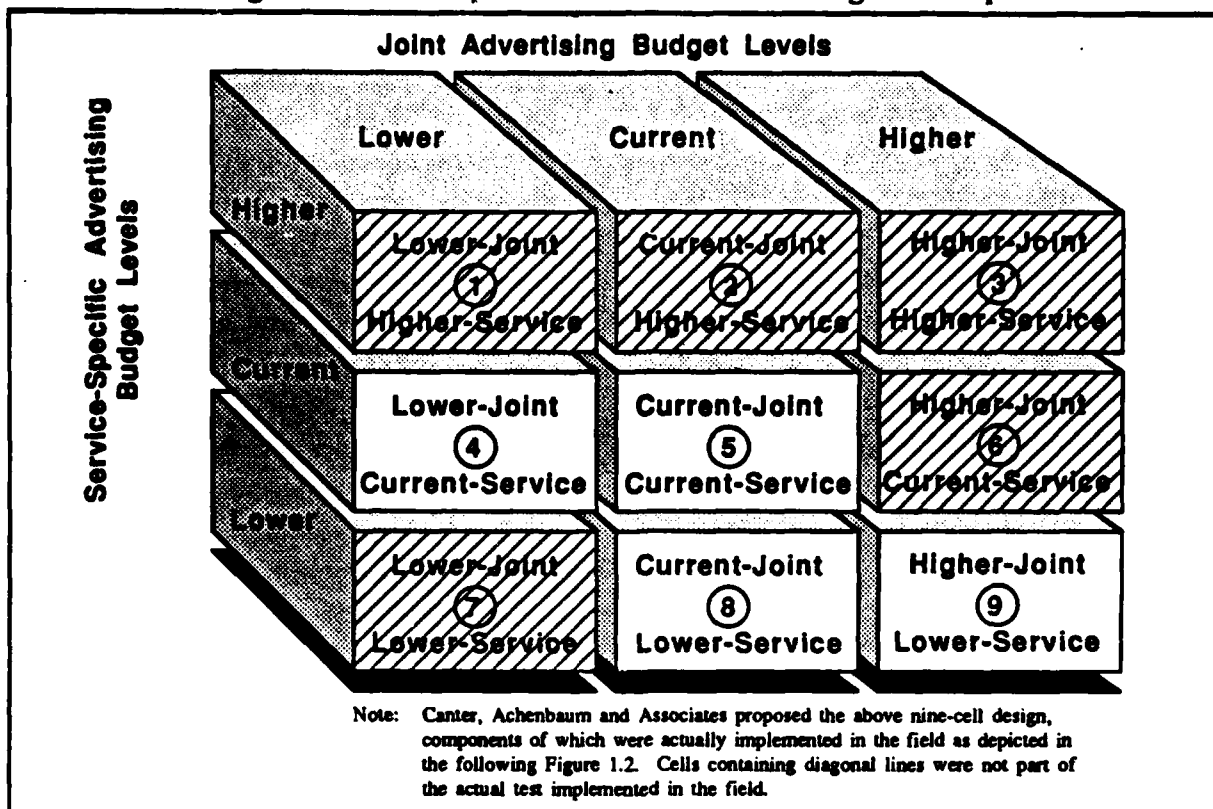 Joint Advertising Budget Levels
Service-Specific Advertising
Budget Levels
Lower Current Higher
Higher
Current
Lower
Lower-Joint
1
Higher-Service
Current-Joint
2
Higher-Service
Higher-Joint
3
Higher-Service
Lower-Joint
4
Current-Service
Current-Joint
5
Current-Service
Higher-Joint
6
Current-Service
Lower-Joint
7
Lower-Service
Current-Joint
8
Lower-Service
Higher-Joint
9
Lower-Service
Note: Canter, Achenbaum and Associates proposed the above nine-cell design,
components of which were actually implemented in the field as depicted in
the following Figure 1.2. Cells containing diagonal lines were not part of
the actual test implemented in the field.